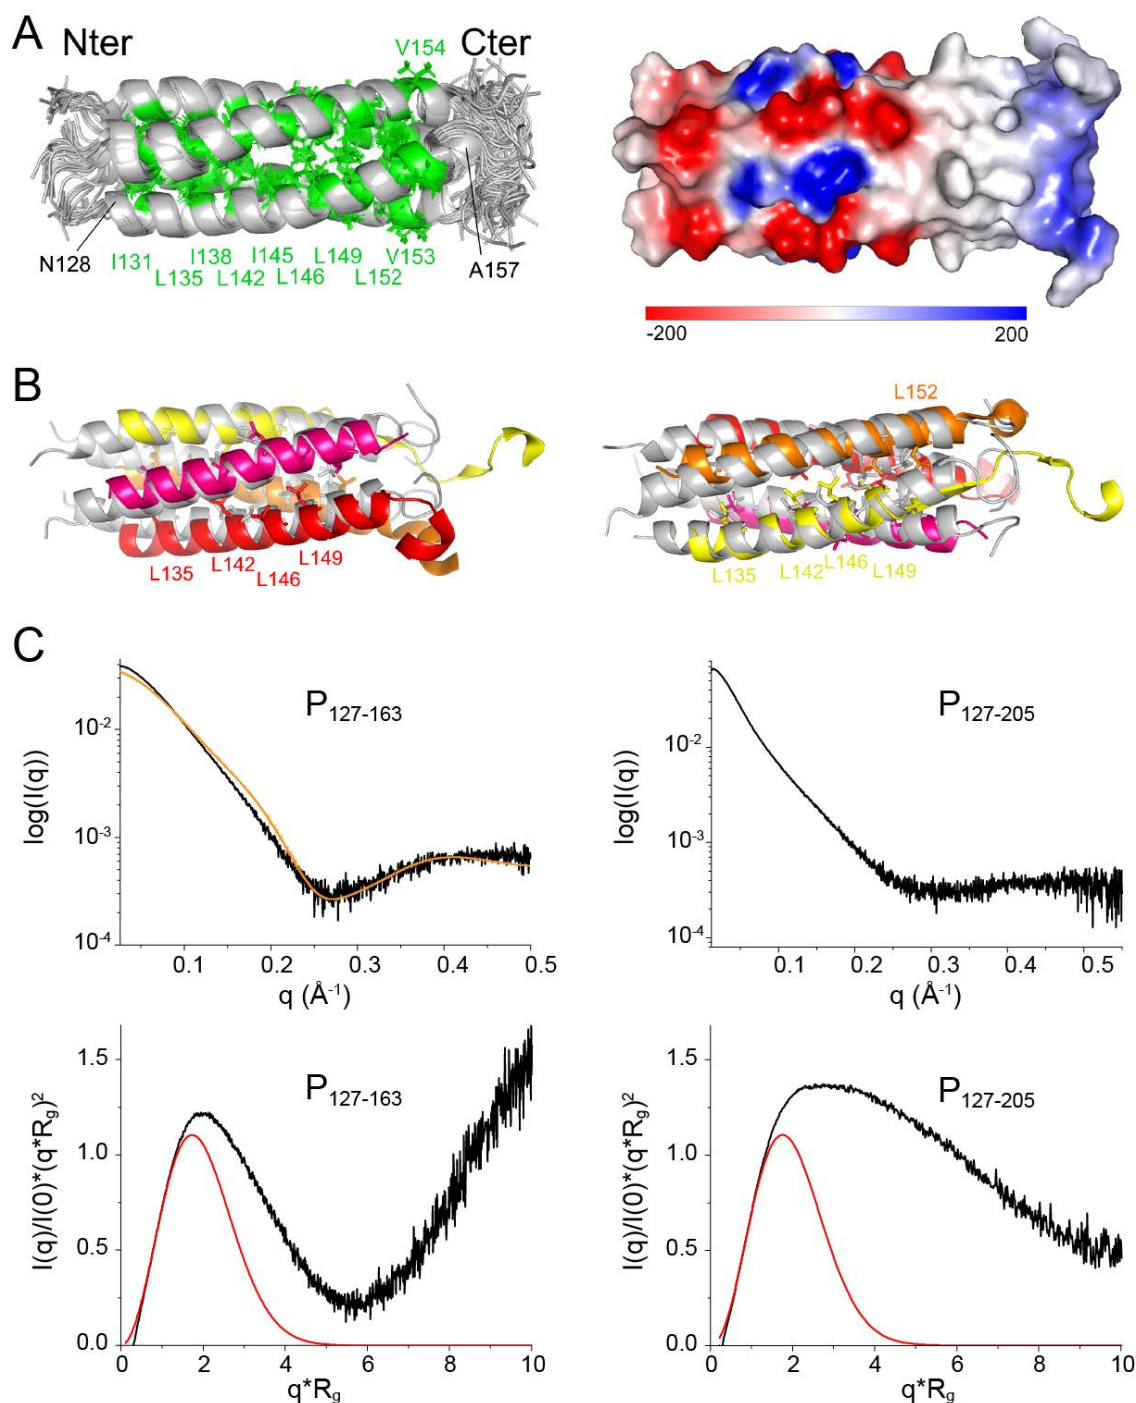 A
Nter
Cter
V154
N128
I131
I138
I145
L149
V153
A157
L135
L142
L146
L152
-200
200
B
L135
L142
L146
L149
L152
L135
L142
L146
L149
C
P127-163
log(I(q))
10-2
10-3
10-4
0.1
0.2
0.3
0.4
0.5
q (Å-1)
P127-205
log(I(q))
10-2
10-3
10-4
0.1
0.2
0.3
0.4
0.5
q (Å-1)
P127-163
I(q)/I(0)*(q*Rg)2
1.5
1.0
0.5
0.0
0
2
4
6
8
10
q*Rg
P127-205
I(q)/I(0)*(q*Rg)2
1.5
1.0
0.5
0.0
0
2
4
6
8
10
q*Rg